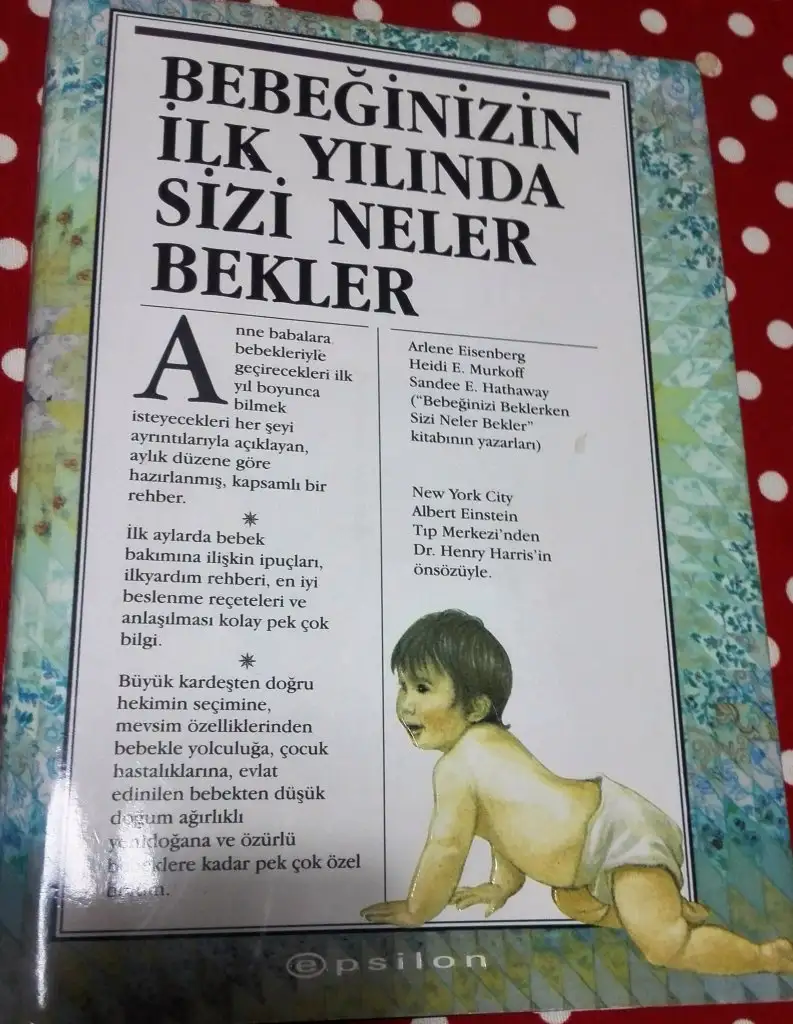 BEBEĞİNİZİN
İLK YILINDA
SİZİ NELER
BEKLER
Anne babalara
bebekleriyle
geçirecekleri ilk
yıl boyunca
bilmek
isteyecekleri her şeyi
ayrıntılarıyla açıklayan,
aylık düzene göre
hazırlanmış, kapsamlı bir
rehber.
İlk aylarda bebek
bakımına ilişkin ipuçları,
ilkyardım rehberi, en iyi
beslenme reçeteleri ve
anlaşılması kolay pek çok
bilgi.
Büyük kardeşten doğru
hekimin seçimine,
mevsim özelliklerinden
bebekle yolculuğa, çocuk
hastalıklarına, evlat
edinilen bebekten düşük
doğum ağırlıklı
yenidoğana ve özürlü
bebeklere kadar pek çok özel
durum.
Arlene Eisenberg
Heidi E. Murkoff
Sandee E. Hathaway
("Bebeğinizi Beklerken
Sizi Neler Bekler"
kitabının yazarları)
New York City
Albert Einstein
Tıp Merkezi'nden
Dr. Henry Harris'in
önsözüyle.
epsilon